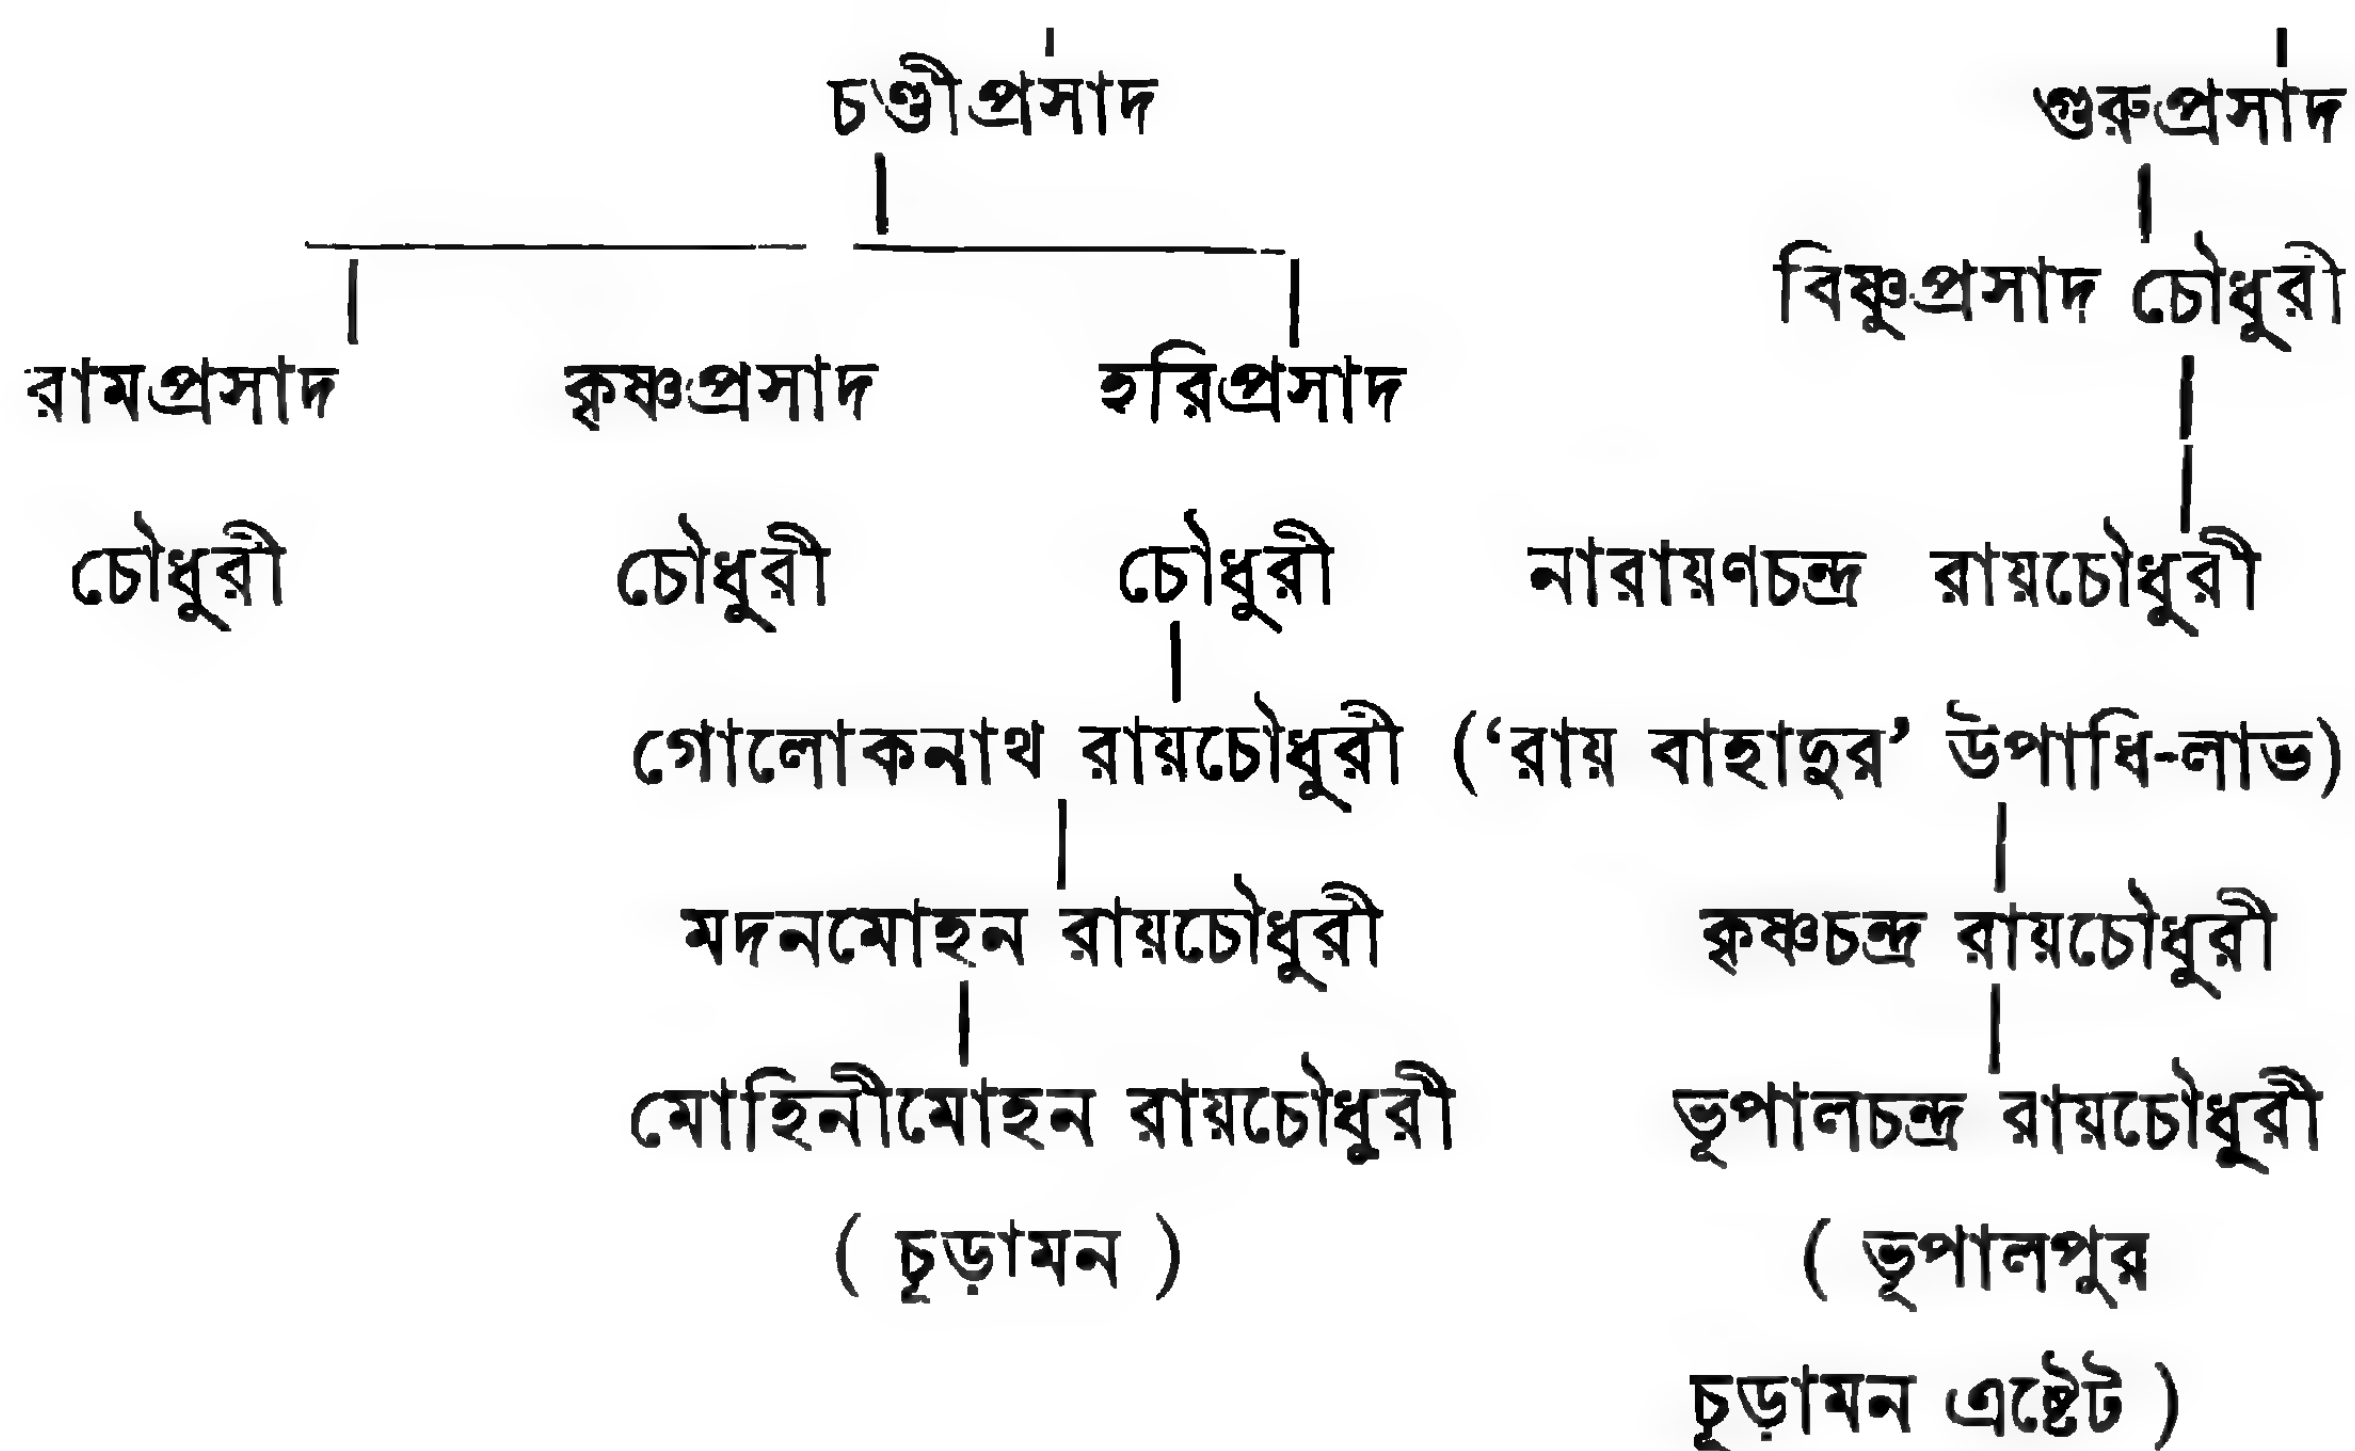 চণ্ডীপ্রসাদ গুরুপ্রসাদ
বিষ্ণুপ্রসাদ চৌধুরী
রামপ্রসাদ কৃষ্ণপ্রসাদ হরিপ্রসাদ
চৌধুরী চৌধুরী চৌধুরী নারায়ণচন্দ্র রায়চৌধুরী
গোলোকনাথ রায়চৌধুরী (‘রায় বাহাদুর’ উপাধি-লাভ)
মদনমোহন রায়চৌধুরী কৃষ্ণচন্দ্র রায়চৌধুরী
মোহিনীমোহন রায়চৌধুরী ভূপালচন্দ্র রায়চৌধুরী
( চূড়ামন ) ( ভূপালপুর
চূড়ামন এষ্টেট )